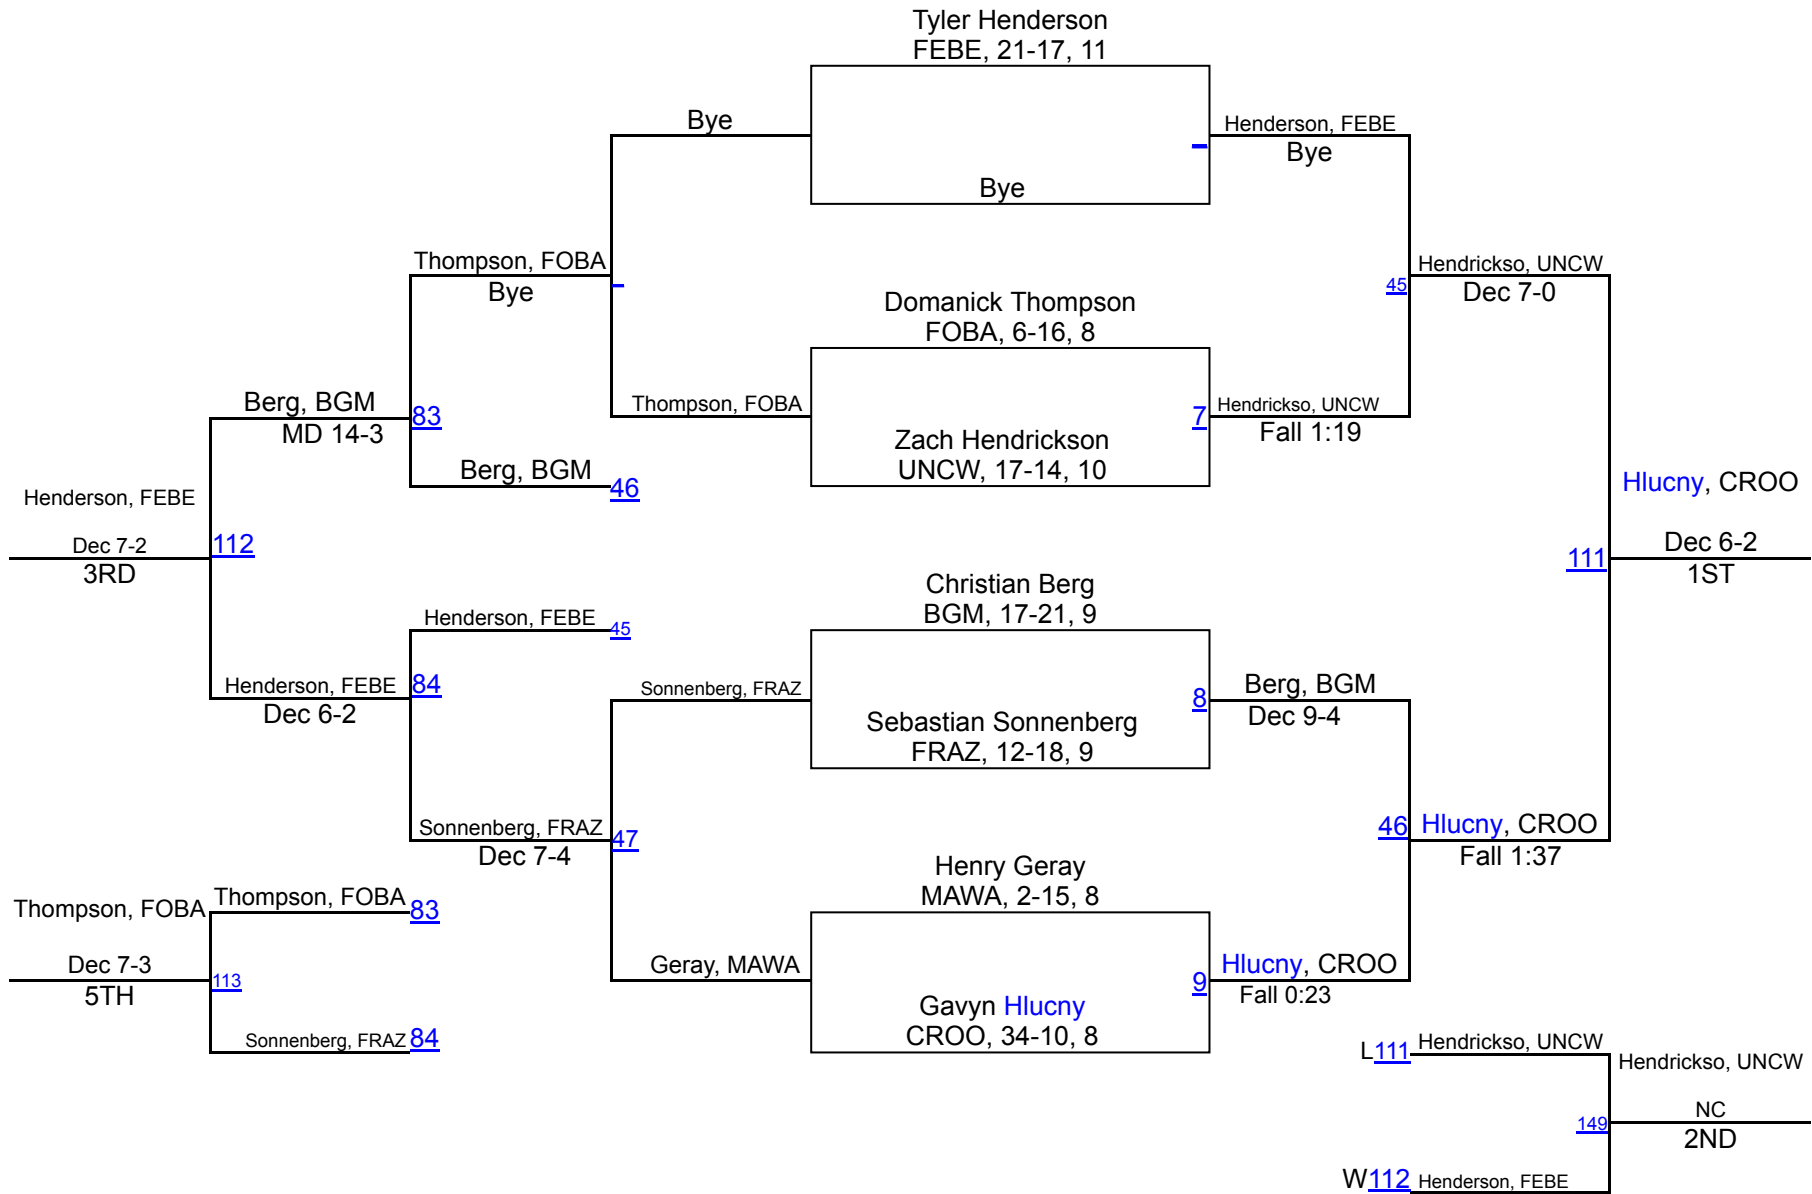 Tyler Henderson
FEBE, 21-17, 11
Bye
Bye
-
Henderson, FEBE
Bye
Thompson, FOBA
Bye
-
Domanick Thompson
FOBA, 6-16, 8
Thompson, FOBA
Zach Hendrickson
UNCW, 17-14, 10
7
Hendrickso, UNCW
Fall 1:19
45
Hendrickso, UNCW
Dec 7-0
Berg, BGM
MD 14-3
83
Berg, BGM
46
Henderson, FEBE
Dec 7-2
3RD
112
Hlucny, CROO
Dec 6-2
1ST
111
Christian Berg
BGM, 17-21, 9
Henderson, FEBE
45
Henderson, FEBE
Dec 6-2
84
Sonnenberg, FRAZ
Sebastian Sonnenberg
FRAZ, 12-18, 9
8
Berg, BGM
Dec 9-4
Sonnenberg, FRAZ
Dec 7-4
47
46
Hlucny, CROO
Fall 1:37
Henry Geray
MAWA, 2-15, 8
Geray, MAWA
Gavyn Hlucny
CROO, 34-10, 8
9
Hlucny, CROO
Fall 0:23
Thompson, FOBA
Thompson, FOBA
83
Dec 7-3
5TH
113
Sonnenberg, FRAZ
84
L111
Hendrickso, UNCW
Hendrickso, UNCW
NC
2ND
149
W112
Henderson, FEBE